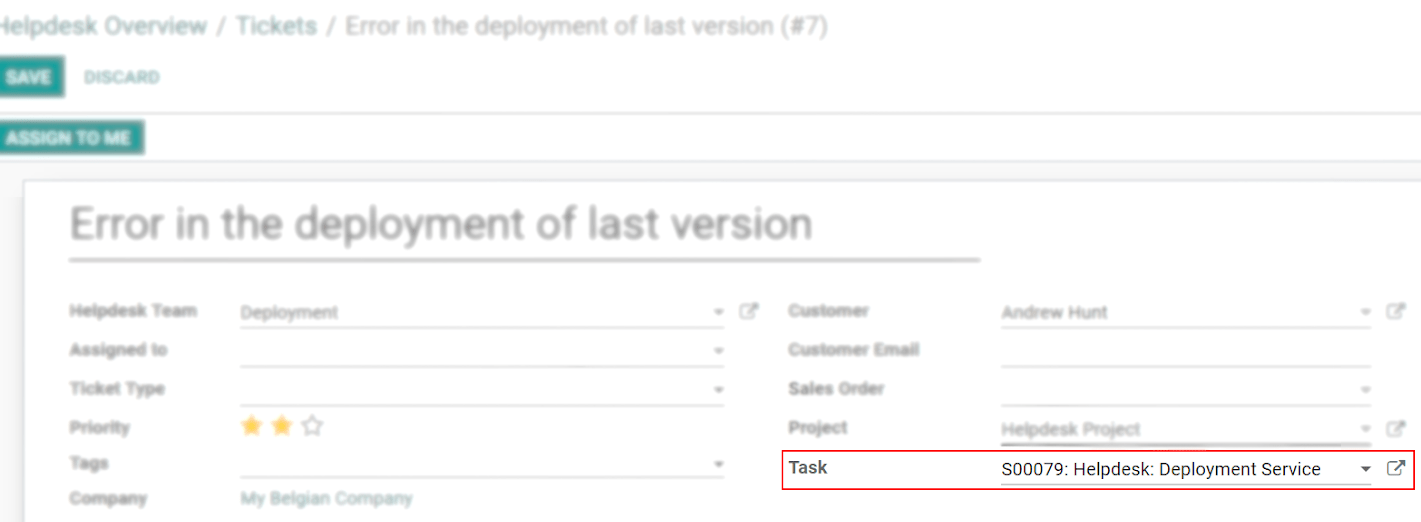 Helpdesk Overview / Tickets / Error in the deployment of last version (#7)
SAVE DISCARD
ASSIGN TO ME
Error in the deployment of last version
Helpdesk Team Deployment
Assigned to
Ticket Type
Priority
Tags
Company My Belgian Company
Customer Andrew Hunt
Customer Email
Sales Order
Project Helpdesk Project
Task S00079: Helpdesk: Deployment Service